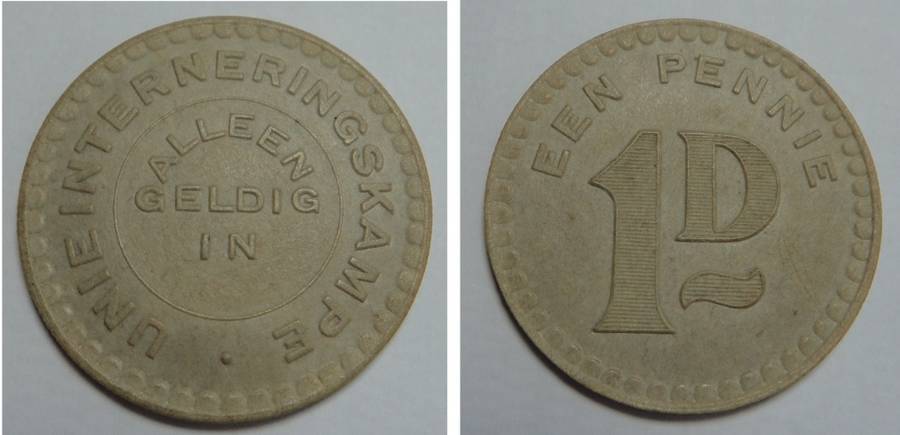 UNIE INTERNERINGSKAMPE
ALLEEN
GELDIG
IN
EEN PENNIE
1D